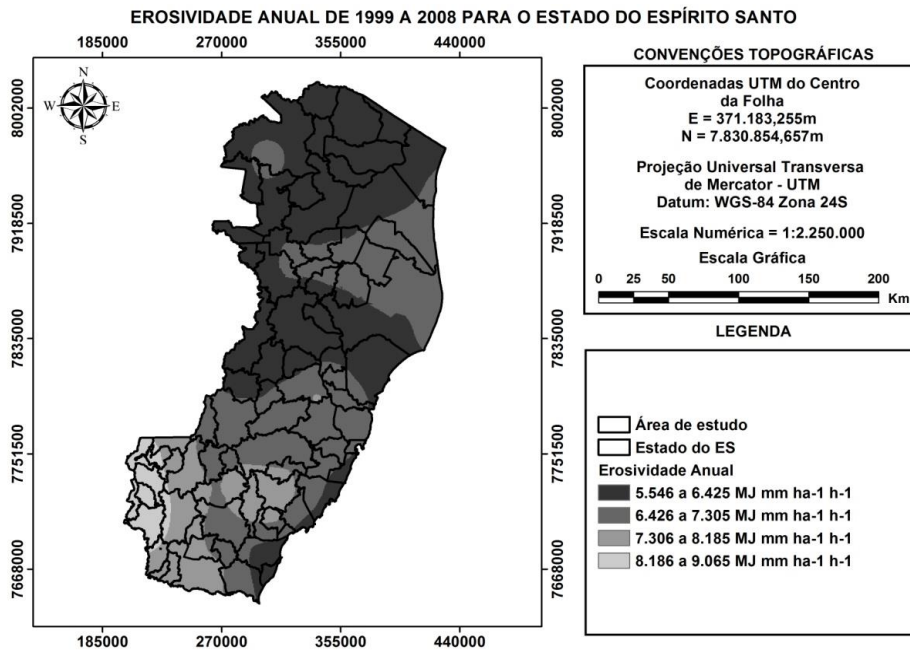 EROSIVIDADE ANUAL DE 1999 A 2008 PARA O ESTADO DO ESPÍRITO SANTO
185000 270000 355000 440000
N
W E
S
8002000
7918500
7835000
7751500
7668000
8002000
7918500
7835000
7751500
7668000
185000 270000 355000 440000
CONVENÇÕES TOPOGRÁFICAS
Coordenadas UTM do Centro
da Folha
E = 371.183,255m
N = 7.830.854,657m
Projeção Universal Transversa
de Mercator - UTM
Datum: WGS-84 Zona 24S
Escala Numérica = 1:2.250.000
Escala Gráfica
0 25 50 100 150 200
Km
LEGENDA
Área de estudo
Estado do ES
Erosividade Anual
5.546 a 6.425 MJ mm ha-1 h-1
6.426 a 7.305 MJ mm ha-1 h-1
7.306 a 8.185 MJ mm ha-1 h-1
8.186 a 9.065 MJ mm ha-1 h-1